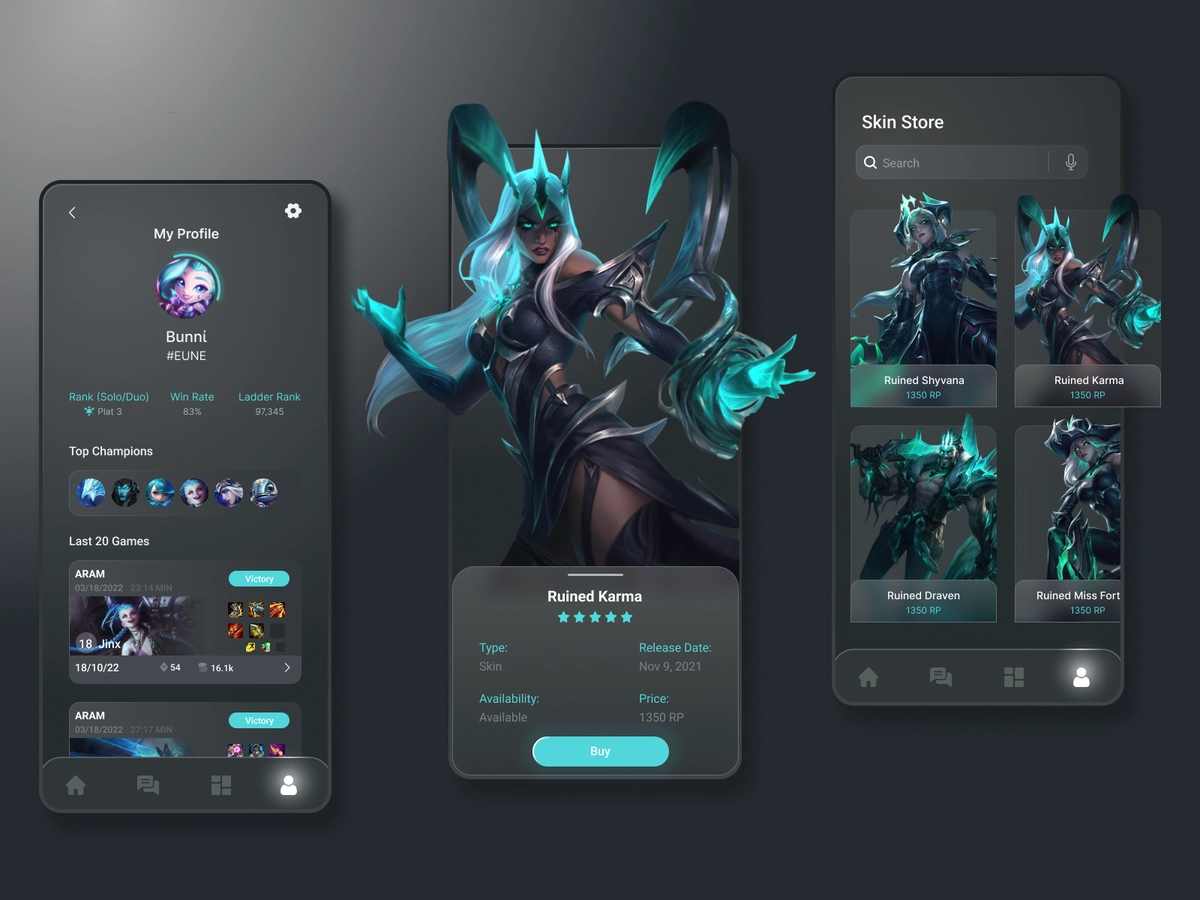 My Profile
Bunní
#EUNE
Rank (Solo/Duo)
Plat 3
Win Rate
83%
Ladder Rank
97,345
Top Champions
Last 20 Games
ARAM
03/18/2022 23:14 MIN
Victory
18 Jinx
18/10/22
54
16.1k
ARAM
03/18/2022 27:17 MIN
Victory
Ruined Karma
Type:
Skin
Release Date:
Nov 9, 2021
Availability:
Available
Price:
1350 RP
Buy
Skin Store
Search
Ruined Shyvana
1350 RP
Ruined Karma
1350 RP
Ruined Draven
1350 RP
Ruined Miss Fort
1350 RP